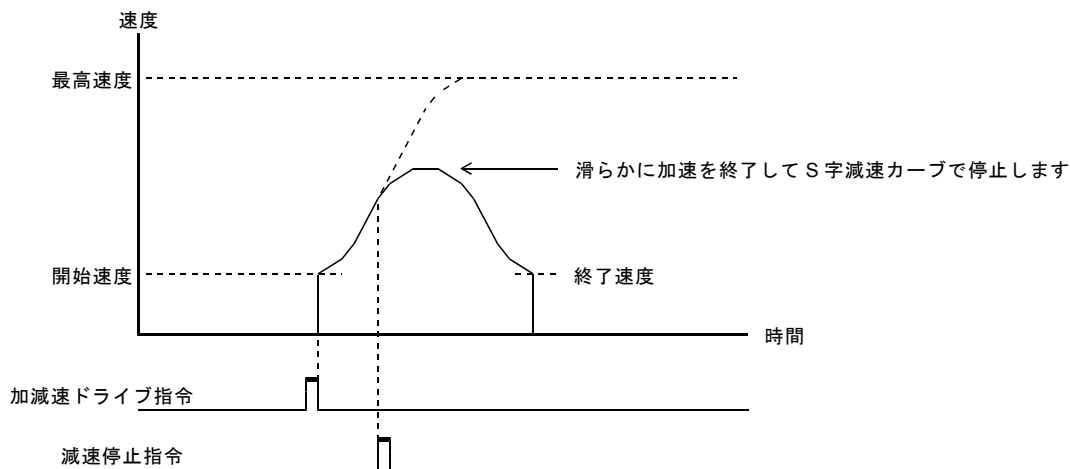 速度
最高速度
滑らかに加速を終了してS字減速カーブで停止します
開始速度
終了速度
時間
加減速ドライブ指令
減速停止指令